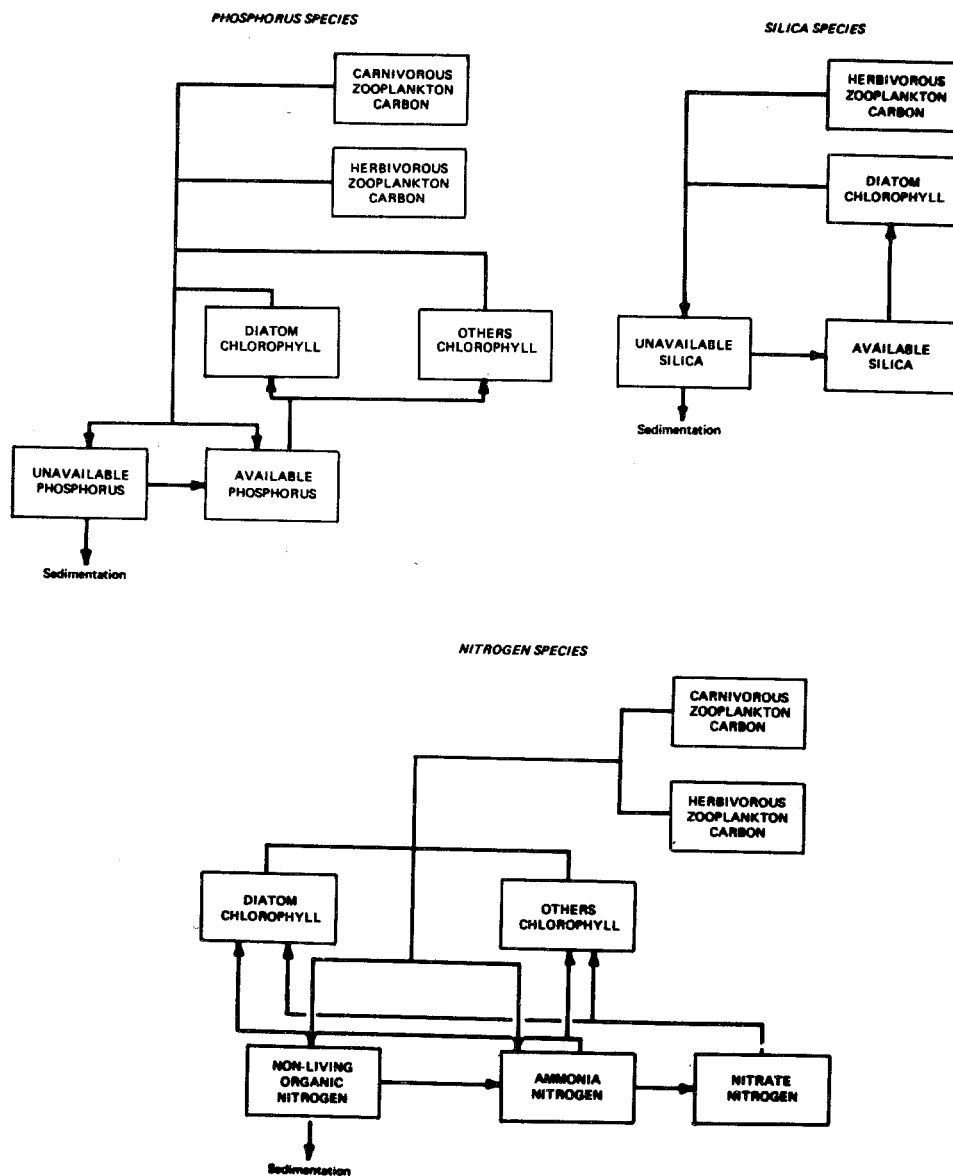 PHOSPHORUS SPECIES
CARNIVOROUS
ZOOPLANKTON
CARBON
HERBIVOROUS
ZOOPLANKTON
CARBON
DIATOM
CHLOROPHYLL
OTHERS
CHLOROPHYLL
UNAVAILABLE
PHOSPHORUS
AVAILABLE
PHOSPHORUS
Sedimentation
SILICA SPECIES
HERBIVOROUS
ZOOPLANKTON
CARBON
DIATOM
CHLOROPHYLL
UNAVAILABLE
SILICA
AVAILABLE
SILICA
Sedimentation
NITROGEN SPECIES
CARNIVOROUS
ZOOPLANKTON
CARBON
HERBIVOROUS
ZOOPLANKTON
CARBON
DIATOM
CHLOROPHYLL
OTHERS
CHLOROPHYLL
NON-LIVING
ORGANIC
NITROGEN
AMMONIA
NITROGEN
NITRATE
NITROGEN
Sedimentation